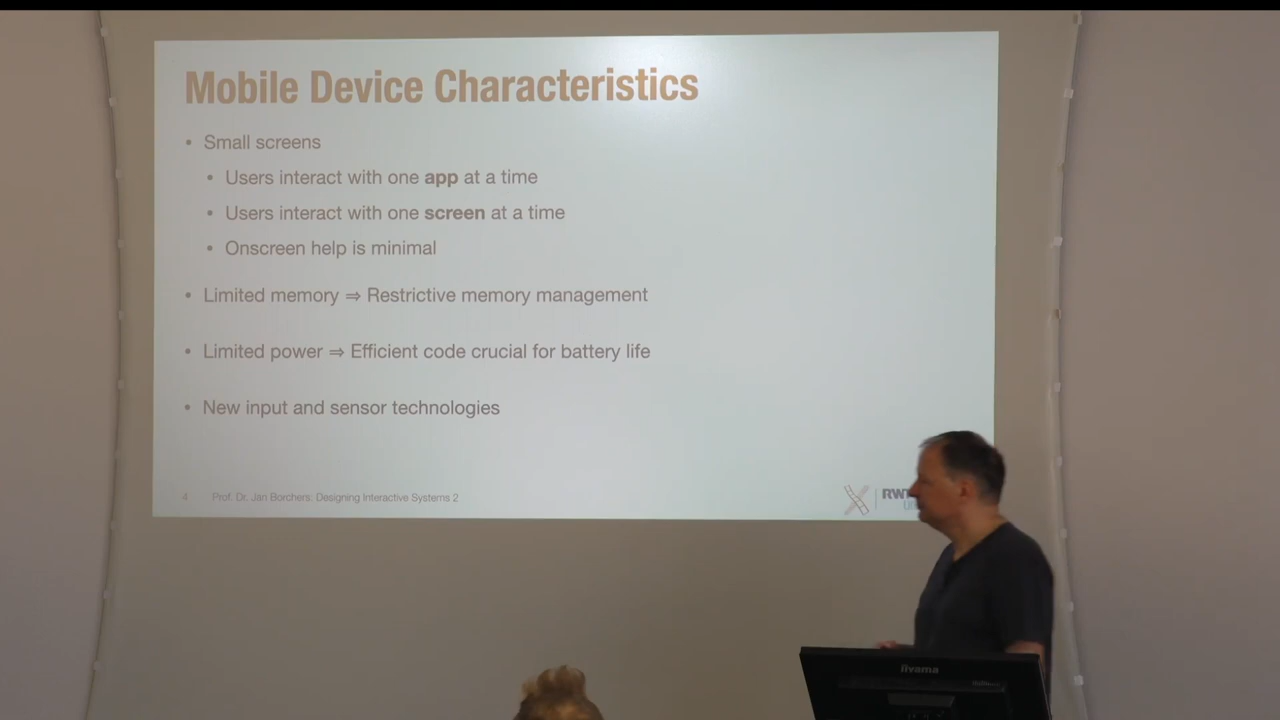 Mobile Device Characteristics
• Small screens
• Users interact with one app at a time
• Users interact with one screen at a time
• Onscreen help is minimal
• Limited memory ⇒ Restrictive memory management
• Limited power ⇒ Efficient code crucial for battery life
• New input and sensor technologies
4 Prof. Dr. Jan Borchers: Designing Interactive Systems 2
iiyama